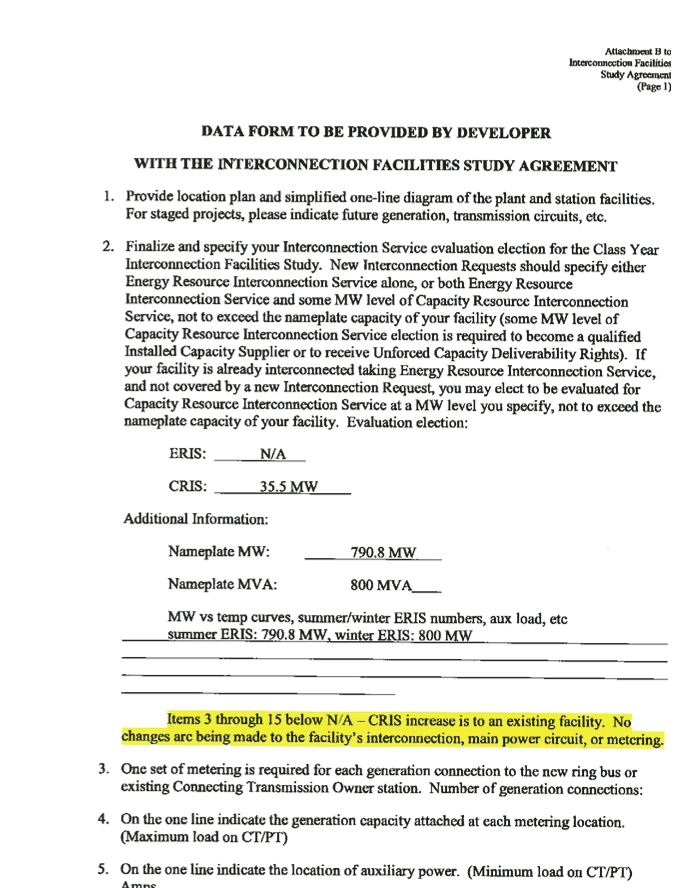 Attachment B to
Interconnection Facilities
Study Agreement
(Page 1)
DATA FORM TO BE PROVIDED BY DEVELOPER
WITH THE INTERCONNECTION FACILITIES STUDY AGREEMENT
1. Provide location plan and simplified one-line diagram of the plant and station facilities.
For staged projects, please indicate future generation, transmission circuits, etc.
2. Finalize and specify your Interconnection Service evaluation election for the Class Year
Interconnection Facilities Study. New Interconnection Requests should specify either
Energy Resource Interconnection Service alone, or both Energy Resource
Interconnection Service and some MW level of Capacity Resource Interconnection
Service, not to exceed the nameplate capacity of your facility (some MW level of
Capacity Resource Interconnection Service election is required to become a qualified
Installed Capacity Supplier or to receive Unforced Capacity Deliverability Rights). If
your facility is already interconnected taking Energy Resource Interconnection Service,
and not covered by a new Interconnection Request, you may elect to be evaluated for
Capacity Resource Interconnection Service at a MW level you specify, not to exceed the
nameplate capacity of your facility. Evaluation election:
ERIS: N/A
CRIS: 35.5 MW
Additional Information:
Nameplate MW: 790.8 MW
Nameplate MVA: 800 MVA
MW vs temp curves, summer/winter ERIS numbers, aux load, etc
summer ERIS: 790.8 MW, winter ERIS: 800 MW
Items 3 through 15 below N/A – CRIS increase is to an existing facility. No
changes are being made to the facility's interconnection, main power circuit, or metering.
3. One set of metering is required for each generation connection to the new ring bus or
existing Connecting Transmission Owner station. Number of generation connections:
4. On the one line indicate the generation capacity attached at each metering location.
(Maximum load on CT/PT)
5. On the one line indicate the location of auxiliary power. (Minimum load on CT/PT)
Amps